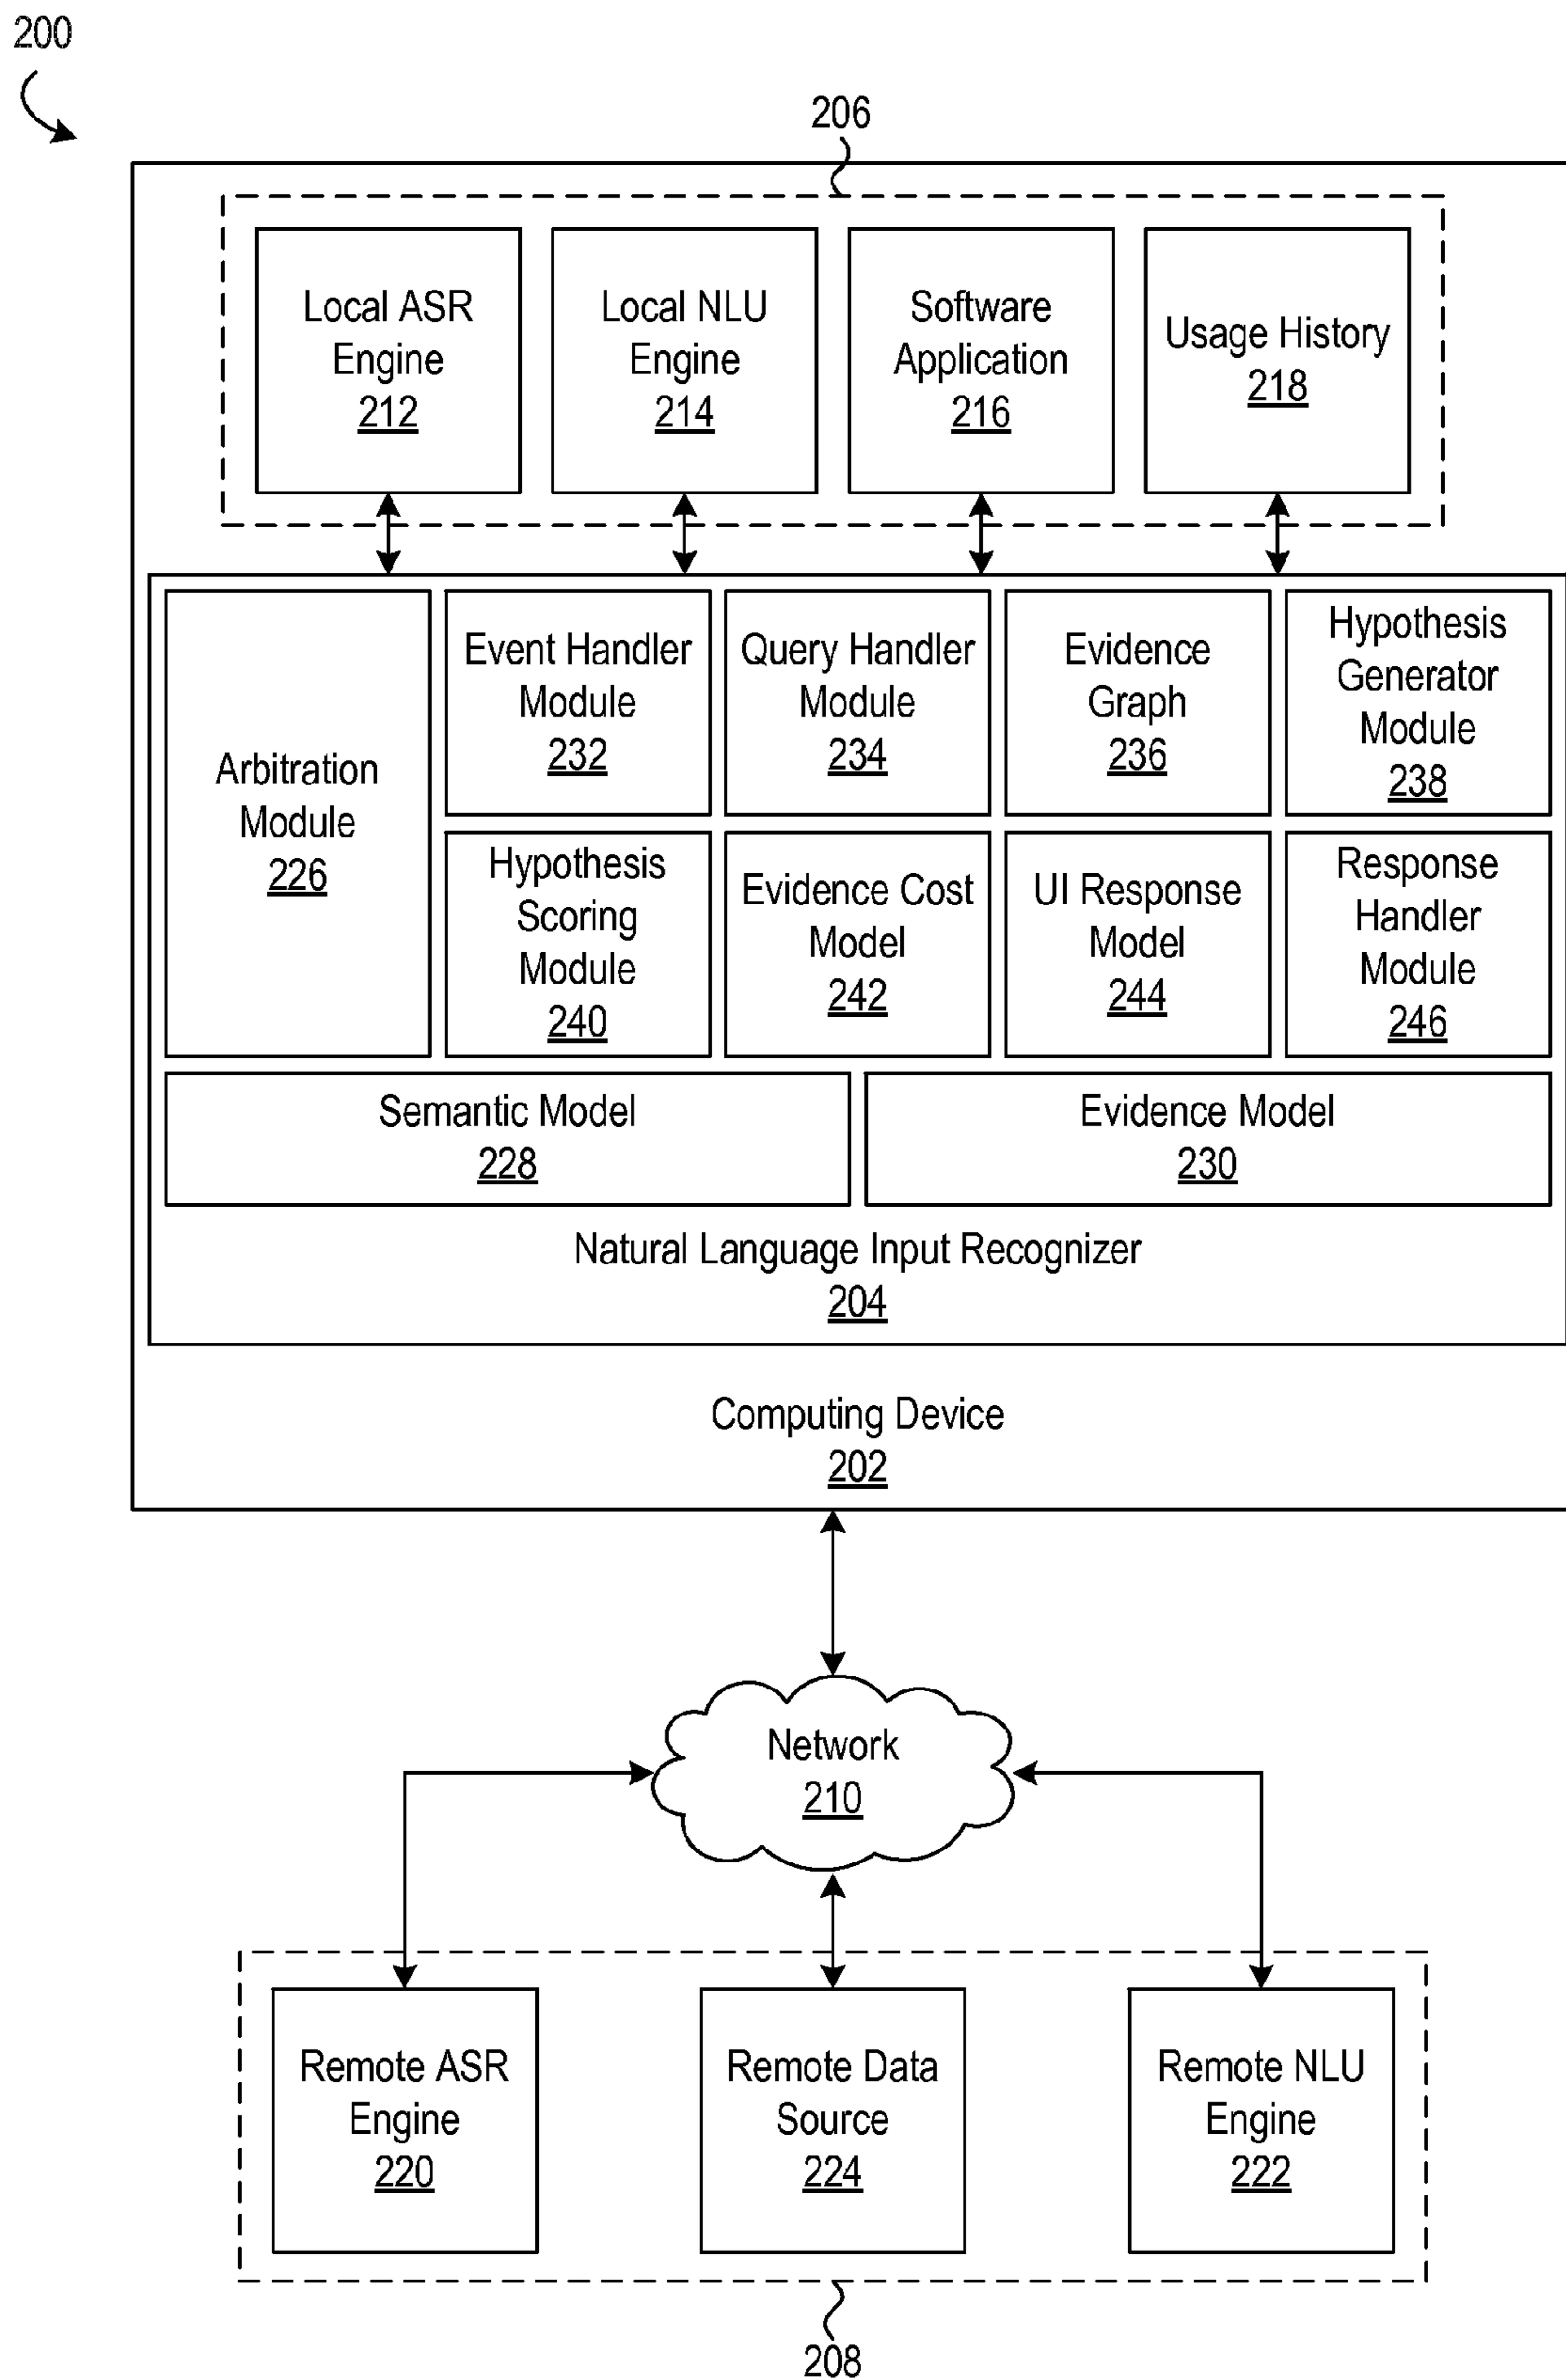 200
206
Local ASR
Engine
212
Local NLU
Engine
214
Software
Application
216
Usage History
218
Arbitration
Module
226
Event Handler
Module
232
Query Handler
Module
234
Evidence
Graph
236
Hypothesis
Generator
Module
238
Hypothesis
Scoring
Module
240
Evidence Cost
Model
242
UI Response
Model
244
Response
Handler
Module
246
Semantic Model
228
Evidence Model
230
Natural Language Input Recognizer
204
Computing Device
202
Network
210
Remote ASR
Engine
220
Remote Data
Source
224
Remote NLU
Engine
222
208